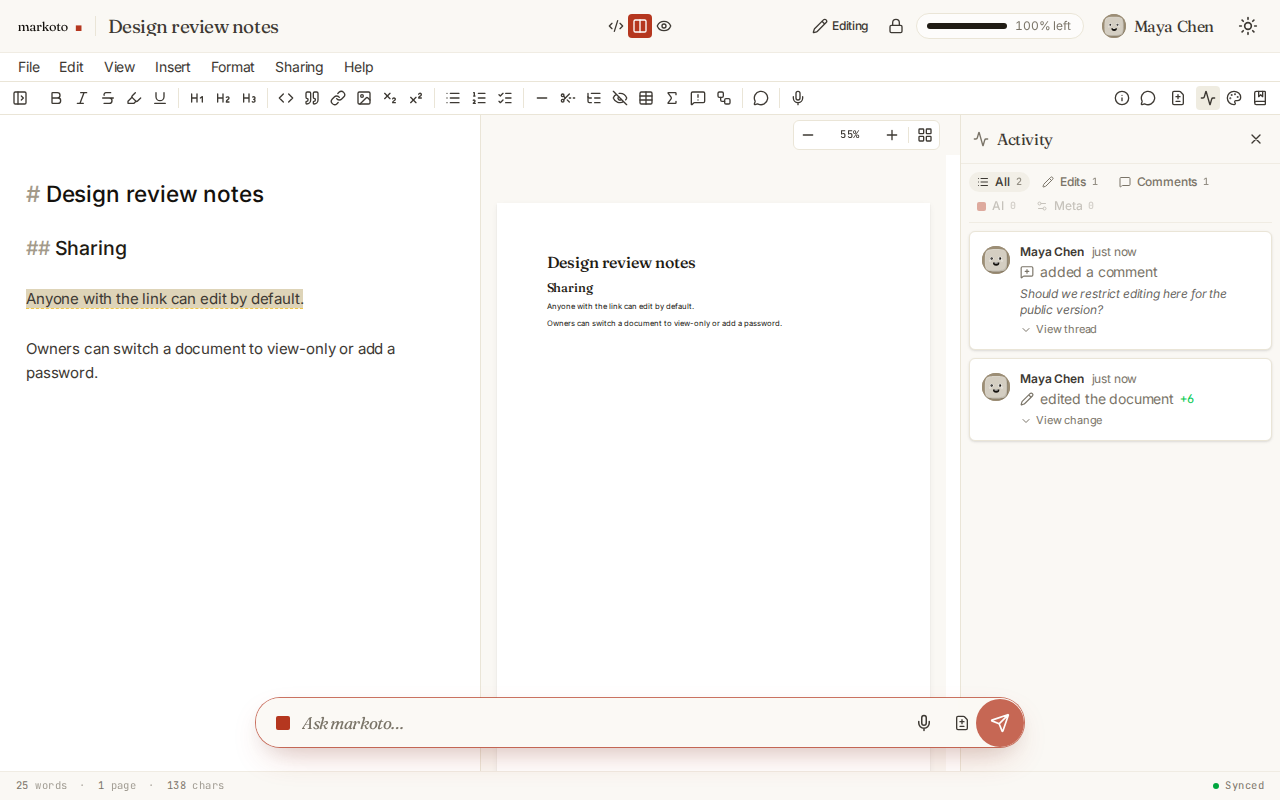 markoto
Design review notes
Editing
100% left
Maya Chen
File Edit View Insert Format Sharing Help
H1 H2 H3
55%
# Design review notes
## Sharing
Anyone with the link can edit by default.
Owners can switch a document to view-only or add a
password.
Design review notes
Sharing
Anyone with the link can edit by default.
Owners can switch a document to view-only or add a password.
Activity
All 2 Edits 1 Comments 1
AI 0 Meta 0
Maya Chen just now
added a comment
Should we restrict editing here for the
public version?
View thread
Maya Chen just now
edited the document +6
View change
Ask markoto...
25 words · 1 page · 138 chars
Synced